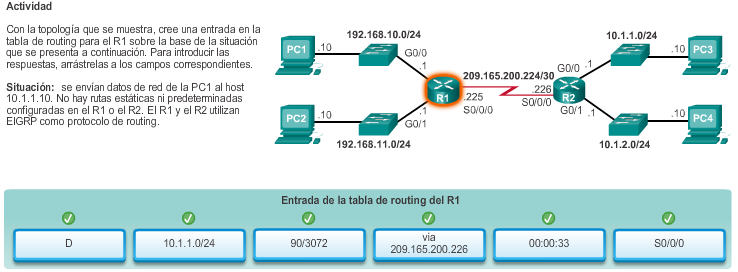 Actividad
Con la topología que se muestra, cree una entrada en la
tabla de routing para el R1 sobre la base de la situación
que se presenta a continuación. Para introducir las
respuestas, arrástrelas a los campos correspondientes.
Situación: se envían datos de red de la PC1 al host
10.1.1.10. No hay rutas estáticas ni predeterminadas
configuradas en el R1 o el R2. El R1 y el R2 utilizan
EIGRP como protocolo de routing.
192.168.10.0/24
10.1.1.0/24
PC1
.10
G0/0
.1
209.165.200.224/30
G0/0
.1
.10
PC3
R1
.225
S0/0/0
.226
S0/0/0
R2
PC2
.10
.1
G0/1
192.168.11.0/24
G0/1
.1
10.1.2.0/24
.10
PC4
Entrada de la tabla de routing del R1
D
10.1.1.0/24
90/3072
via
209.165.200.226
00:00:33
S0/0/0